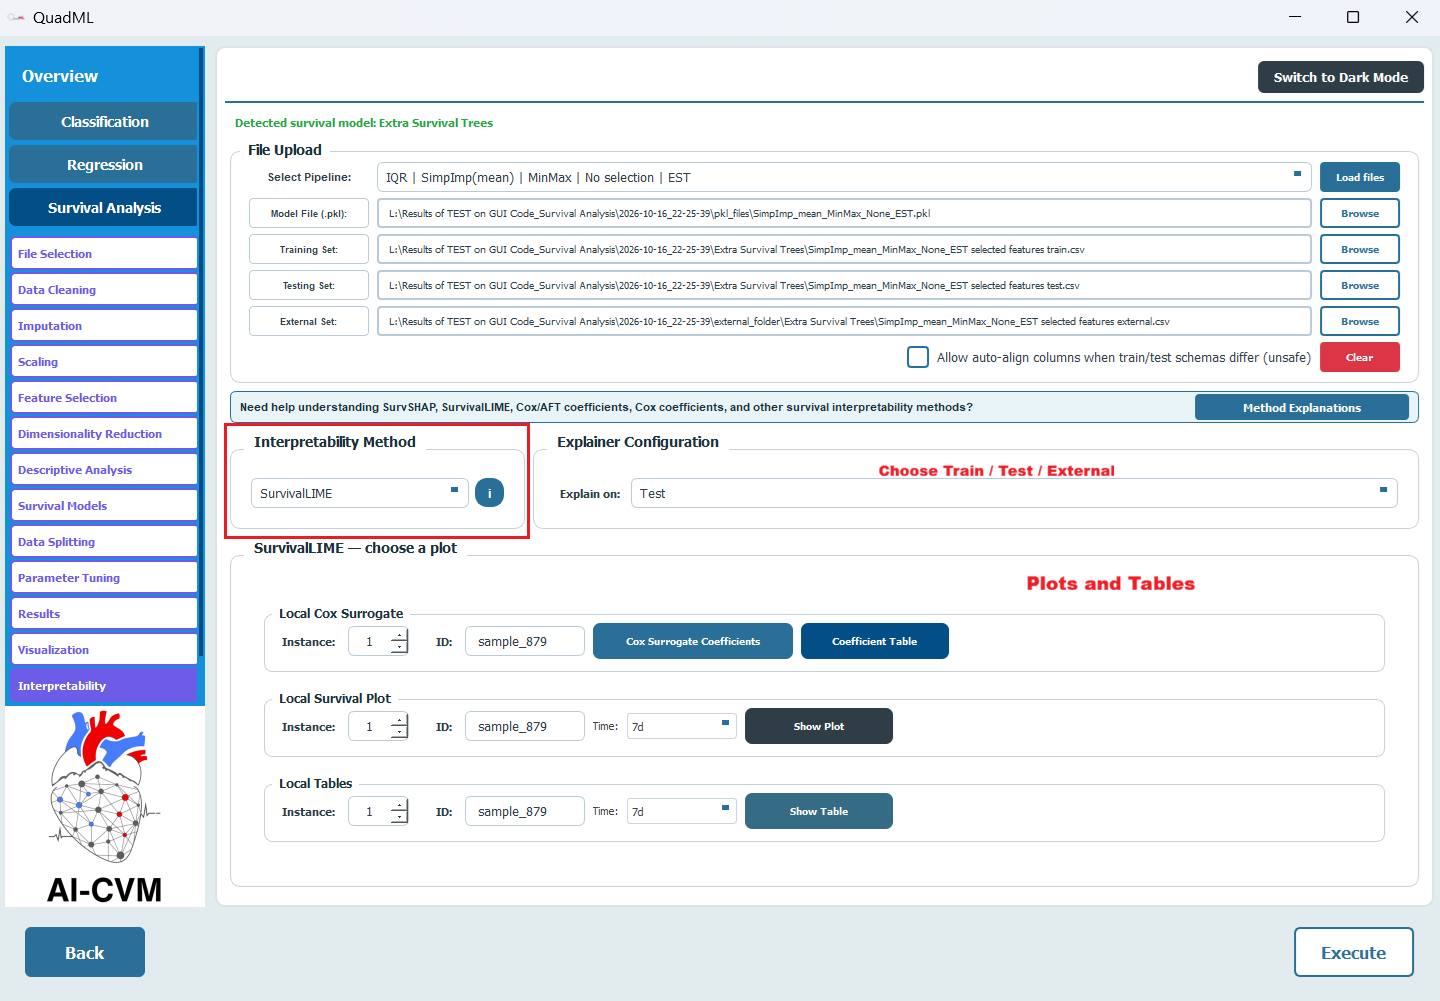 QuadML
Overview
Classification
Regression
Survival Analysis
File Selection
Data Cleaning
Imputation
Scaling
Feature Selection
Dimensionality Reduction
Descriptive Analysis
Survival Models
Data Splitting
Parameter Tuning
Results
Visualization
Interpretability
AI-CVM
Back
Switch to Dark Mode
Detected survival model: Extra Survival Trees
File Upload
Select Pipeline: IQR | SimpImp(mean) | MinMax | No selection | EST Load files
Model File (.pkl): L:\Results of TEST on GUI Code_Survival Analysis\2026-10-16_22-25-39\pkl_files\SimpImp_mean_MinMax_None_EST.pkl Browse
Training Set: L:\Results of TEST on GUI Code_Survival Analysis\2026-10-16_22-25-39\Extra Survival Trees\SimpImp_mean_MinMax_None_EST selected features train.csv Browse
Testing Set: L:\Results of TEST on GUI Code_Survival Analysis\2026-10-16_22-25-39\Extra Survival Trees\SimpImp_mean_MinMax_None_EST selected features test.csv Browse
External Set: L:\Results of TEST on GUI Code_Survival Analysis\2026-10-16_22-25-39\external_folder\Extra Survival Trees\SimpImp_mean_MinMax_None_EST selected features external.csv Browse
Allow auto-align columns when train/test schemas differ (unsafe) Clear
Need help understanding SurvSHAP, SurvivalLIME, Cox/AFT coefficients, Cox coefficients, and other survival interpretability methods? Method Explanations
Interpretability Method
SurvivalLIME i
Explainer Configuration
Choose Train / Test / External
Explain on: Test
SurvivalLIME — choose a plot
Plots and Tables
Local Cox Surrogate
Instance: 1 ID: sample_879 Cox Surrogate Coefficients Coefficient Table
Local Survival Plot
Instance: 1 ID: sample_879 Time: 7d Show Plot
Local Tables
Instance: 1 ID: sample_879 Time: 7d Show Table
Execute